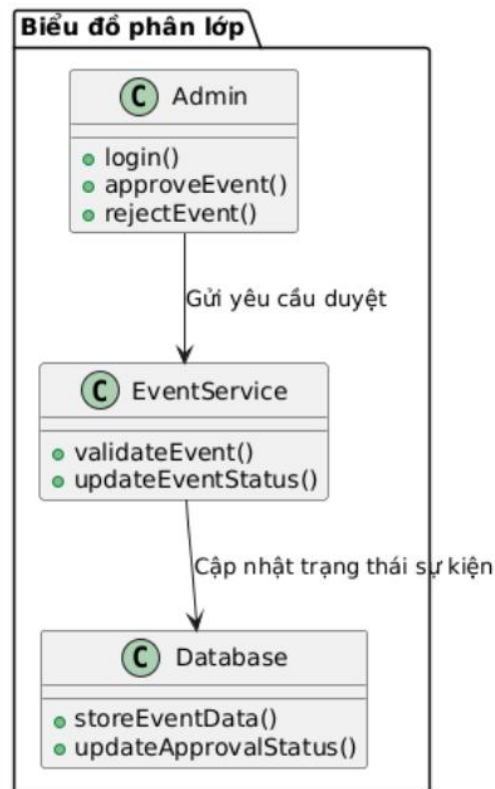 Biểu đồ phân lớp
C Admin
login()
approveEvent()
rejectEvent()
Gửi yêu cầu duyệt
C EventService
validateEvent()
updateEventStatus()
Cập nhật trạng thái sự kiện
C Database
storeEventData()
updateApprovalStatus()